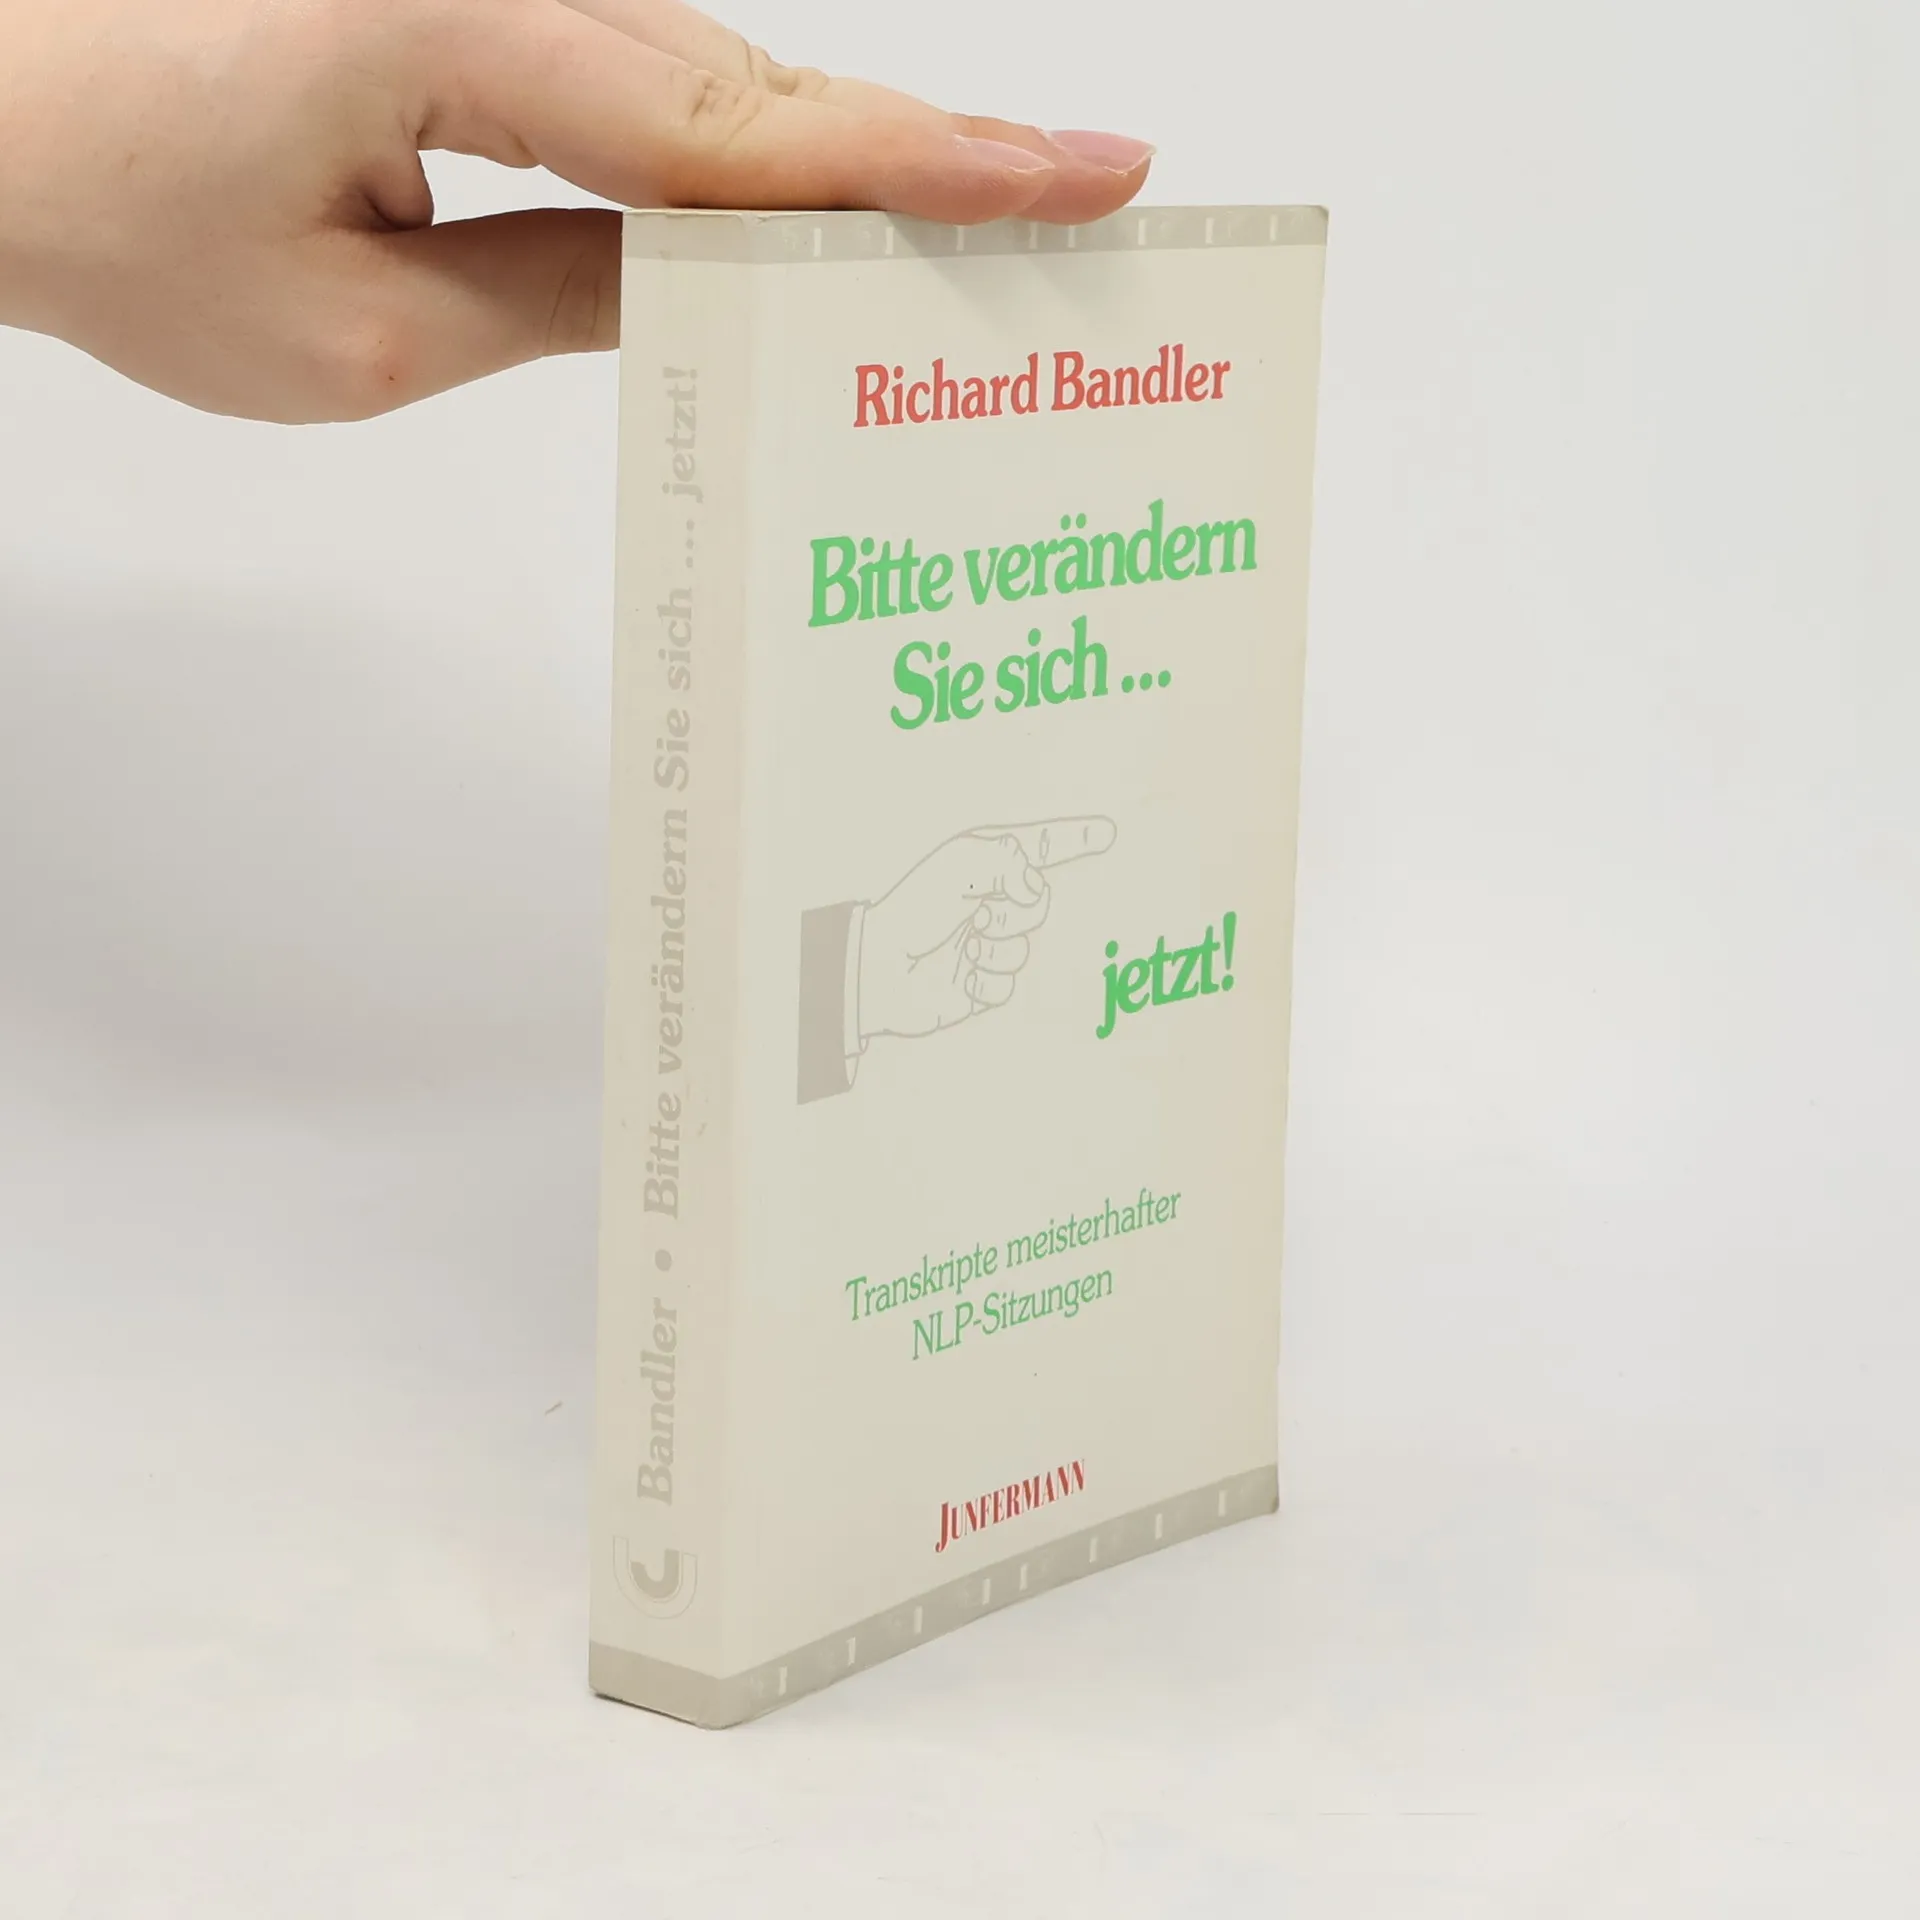 Richard Bandler
Bitte verändern
Sie sich ...
jetzt!
Transkripte meisterhafter
NLP-Sitzungen
JUNFERMANN
Bandler • Bitte verändern Sie sich ... jetzt!